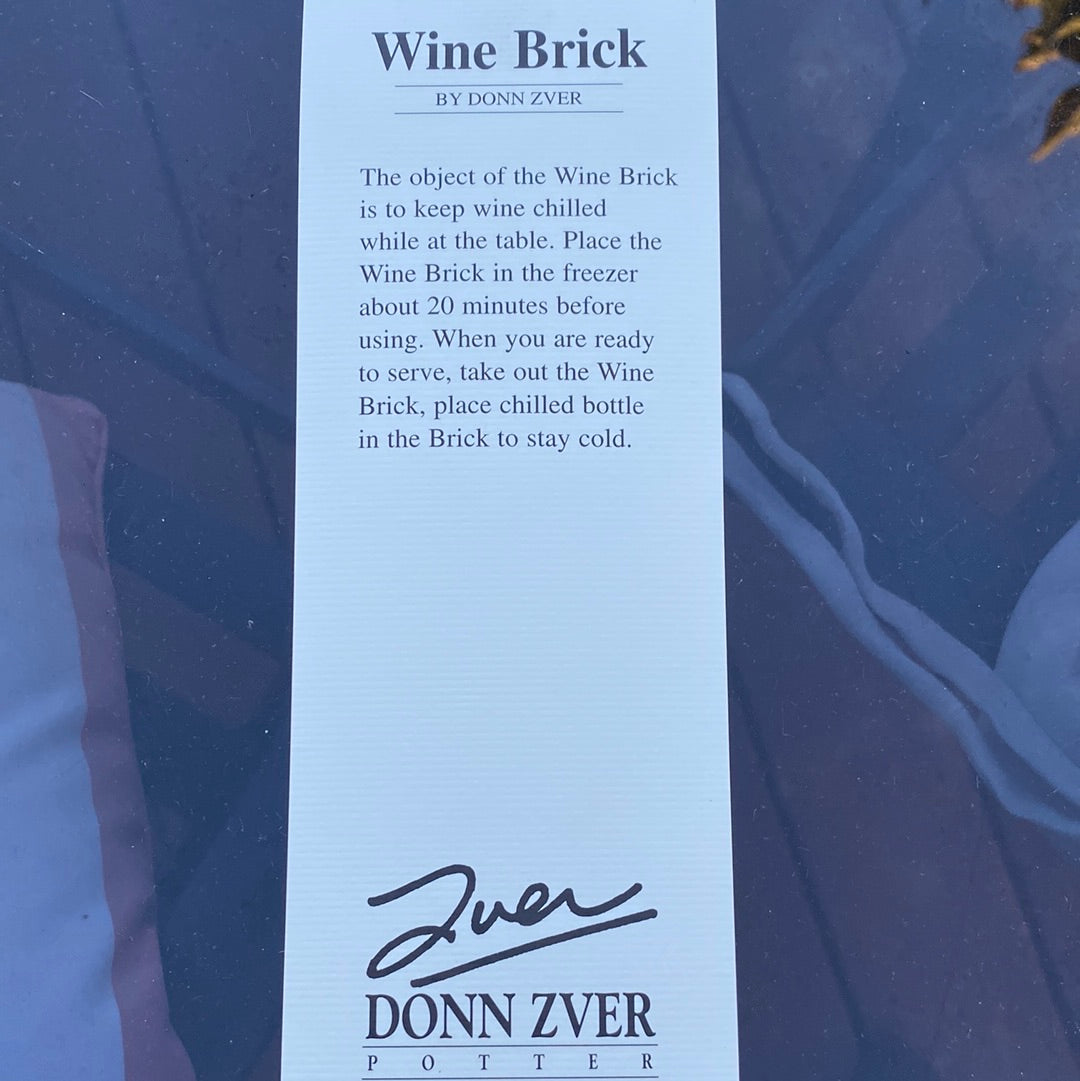 Wine Brick
BY DONN ZVER
The object of the Wine Brick
is to keep wine chilled
while at the table. Place the
Wine Brick in the freezer
about 20 minutes before
using. When you are ready
to serve, take out the Wine
Brick, place chilled bottle
in the Brick to stay cold.
Zver
DONN ZVER
POTTER